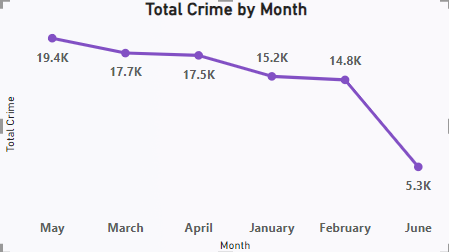 Total Crime by Month
19.4K
17.7K
17.5K
15.2K
14.8K
5.3K
Total Crime
May March April January February June
Month